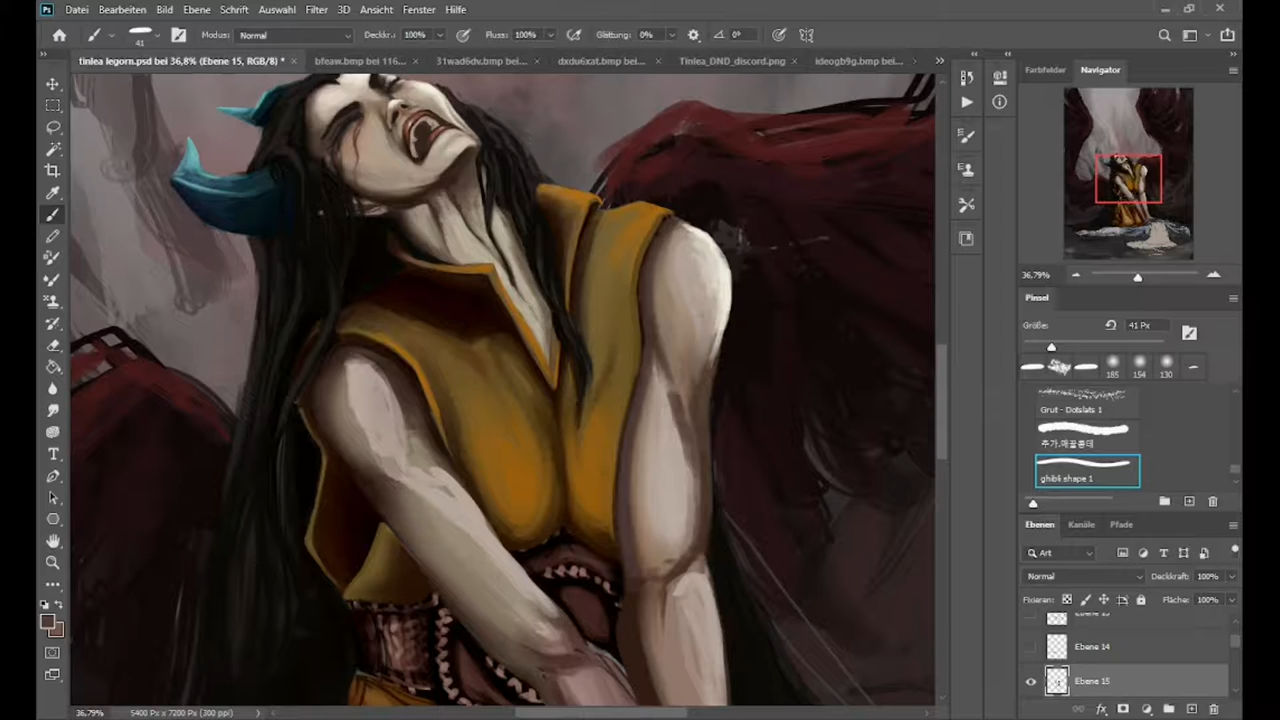 Ps Datei Bearbeiten Bild Ebene Schrift Auswahl Filter 3D Ansicht Fenster Hilfe
41 Modus: Normal Deckkr.: 100% Fluss: 100% Glättung: 0% 0°
tinlea legorn.psd bei 36,8% (Ebene 15, RGB/8) * × bfeaw.bmp bei 116... × 31wad6dv.bmp bei... × dxdu6xat.bmp bei... × Tinlea_DND_discord.png × ideogb9g.bmp bei...
Farbfelder Navigator
36,79%
Pinsel
Größe: 41 Px
185 154 130
Grut - Dotslats 1
ghibli shape 1
Ebenen Kanäle Pfade
Art
Normal Deckkraft: 100%
Fixieren: Fläche: 100%
Ebene 14
Ebene 15
fx
36,79% 5400 Px x 7200 Px (300 ppi)